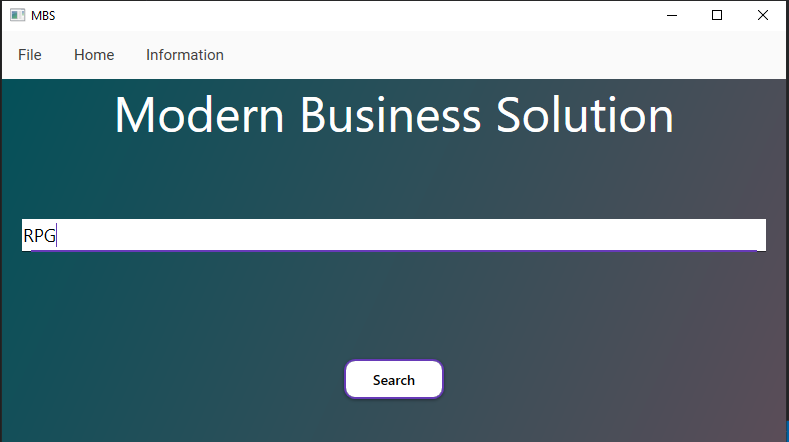 MBS
File Home Information
Modern Business Solution
RPG
Search